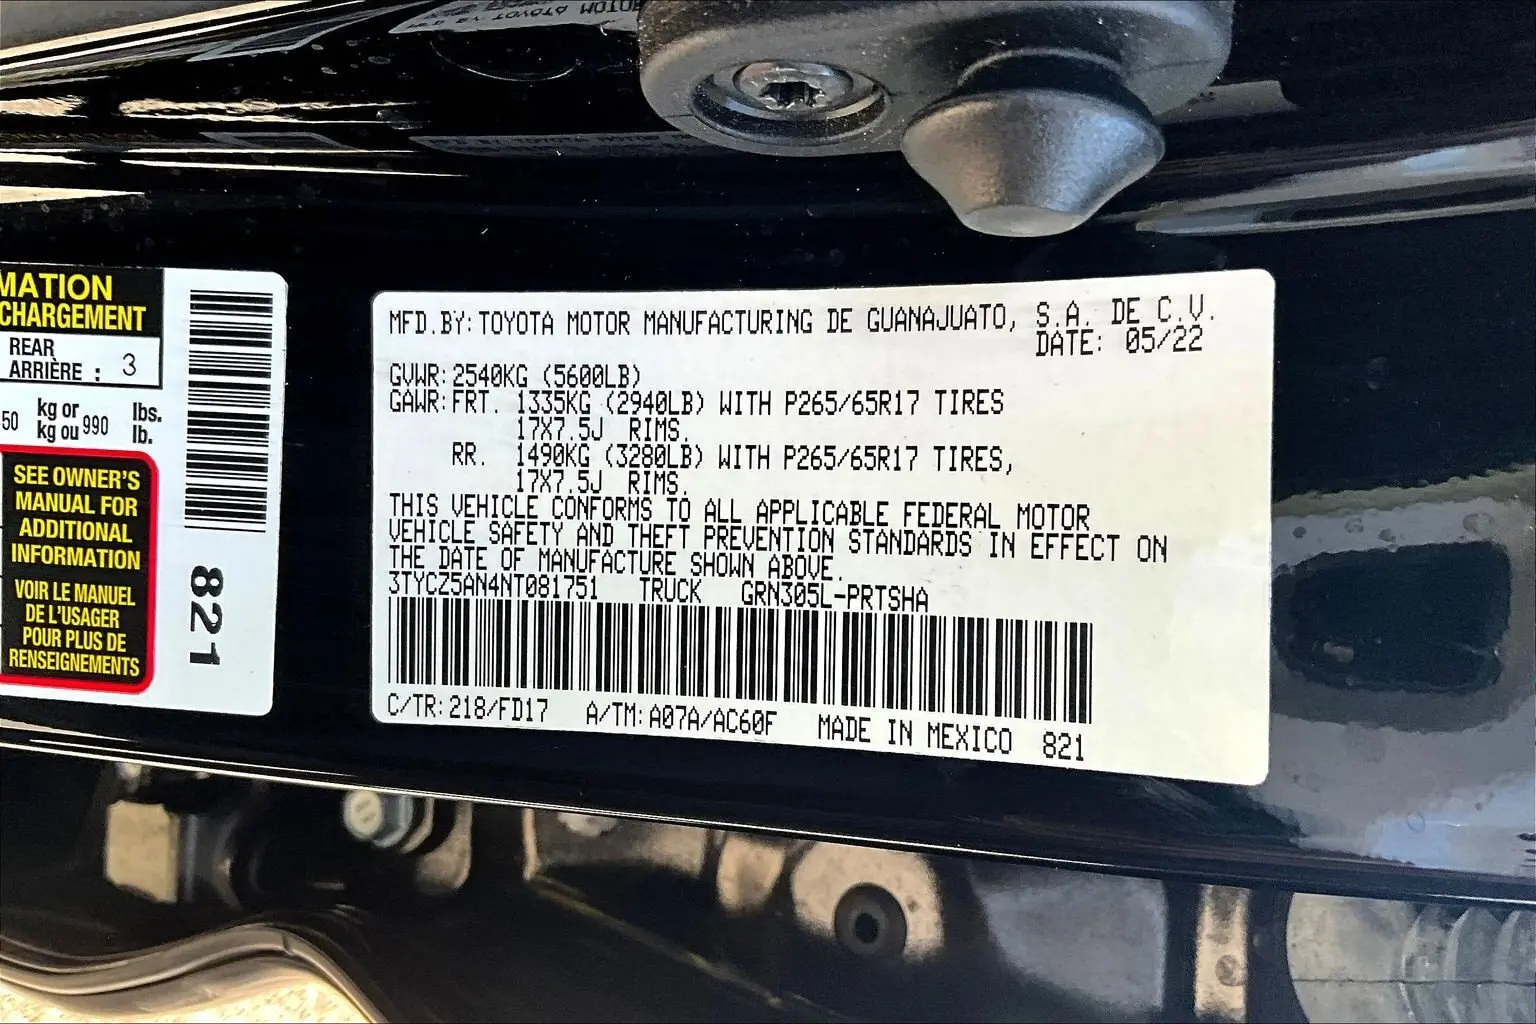 MATION
CHARGEMENT
REAR
ARRIÈRE : 3
50 kg or 990 lbs.
kg ou lb.
SEE OWNER'S
MANUAL FOR
ADDITIONAL
INFORMATION
VOIR LE MANUEL
DE L'USAGER
POUR PLUS DE
RENSEIGNEMENTS
821
MFD.BY:TOYOTA MOTOR MANUFACTURING DE GUANAJUATO, S.A. DE C.V.
DATE: 05/22
GVWR:2540KG (5600LB)
GAWR:FRT. 1335KG (2940LB) WITH P265/65R17 TIRES
17X7.5J RIMS.
RR. 1490KG (3280LB) WITH P265/65R17 TIRES,
17X7.5J RIMS.
THIS VEHICLE CONFORMS TO ALL APPLICABLE FEDERAL MOTOR
VEHICLE SAFETY AND THEFT PREVENTION STANDARDS IN EFFECT ON
THE DATE OF MANUFACTURE SHOWN ABOVE.
3TYCZ5AN4NT081751 TRUCK GRN305L-PRTSHA
C/TR:218/FD17 A/TM:A07A/AC60F MADE IN MEXICO 821